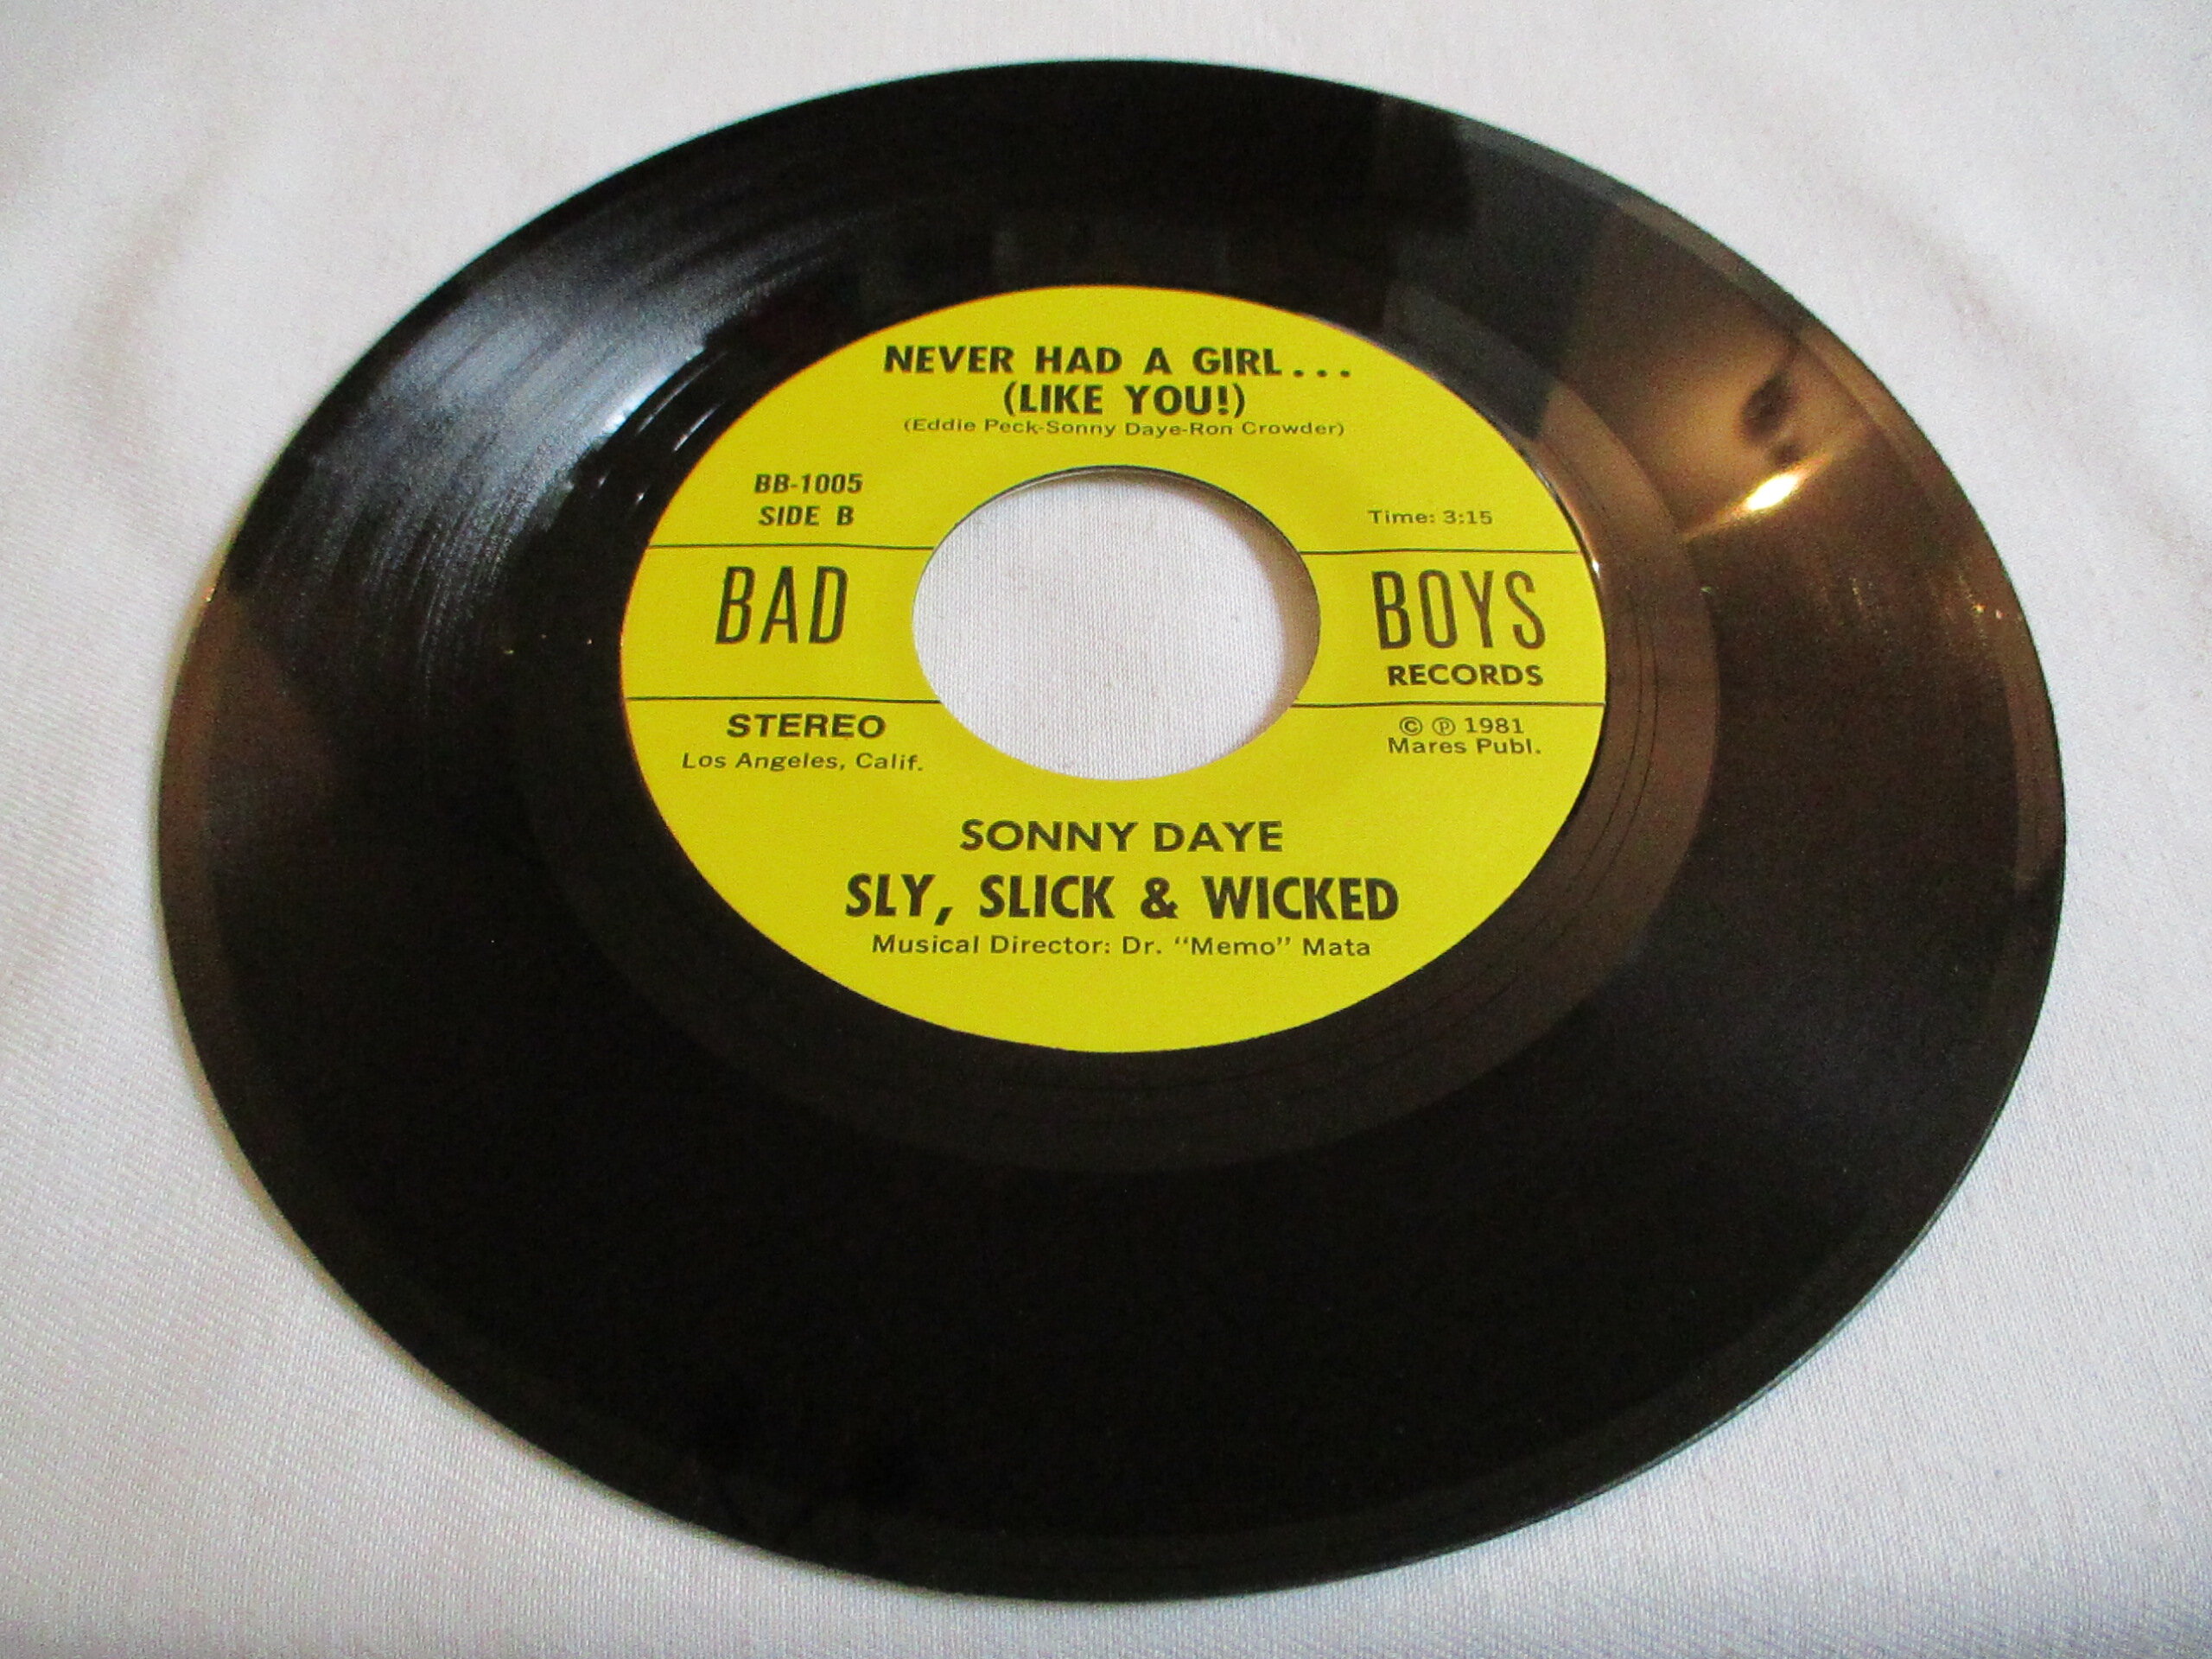 NEVER HAD A GIRL...
(LIKE YOU!)
(Eddie Peck-Sonny Daye-Ron Crowder)
BB-1005
SIDE B
Time: 3:15
BAD BOYS
RECORDS
STEREO
Los Angeles, Calif.
© ℗ 1981
Mares Publ.
SONNY DAYE
SLY, SLICK & WICKED
Musical Director: Dr. "Memo" Mata